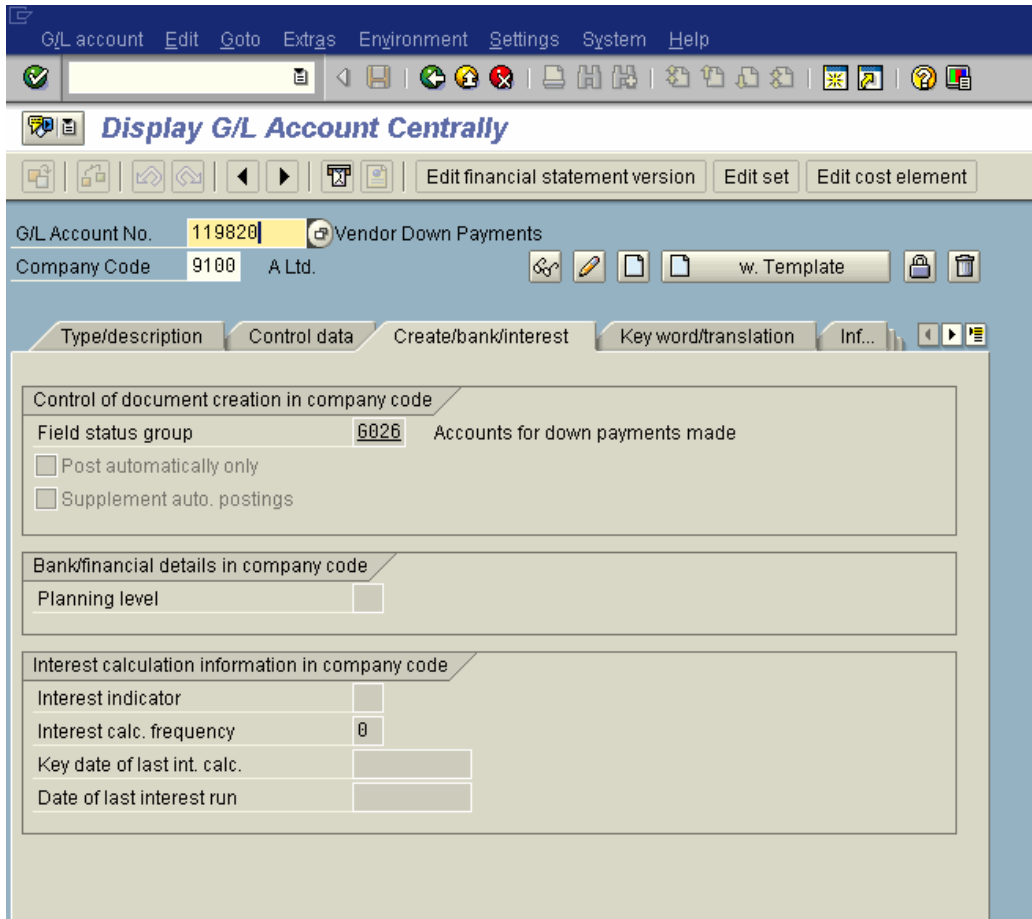 G/L account Edit Goto Extras Environment Settings System Help
Display G/L Account Centrally
Edit financial statement version Edit set Edit cost element
G/L Account No. 119820 Vendor Down Payments
Company Code 9100 A Ltd. w. Template
Type/description Control data Create/bank/interest Key word/translation Inf...
Control of document creation in company code
Field status group G026 Accounts for down payments made
Post automatically only
Supplement auto. postings
Bank/financial details in company code
Planning level
Interest calculation information in company code
Interest indicator
Interest calc. frequency 0
Key date of last int. calc.
Date of last interest run